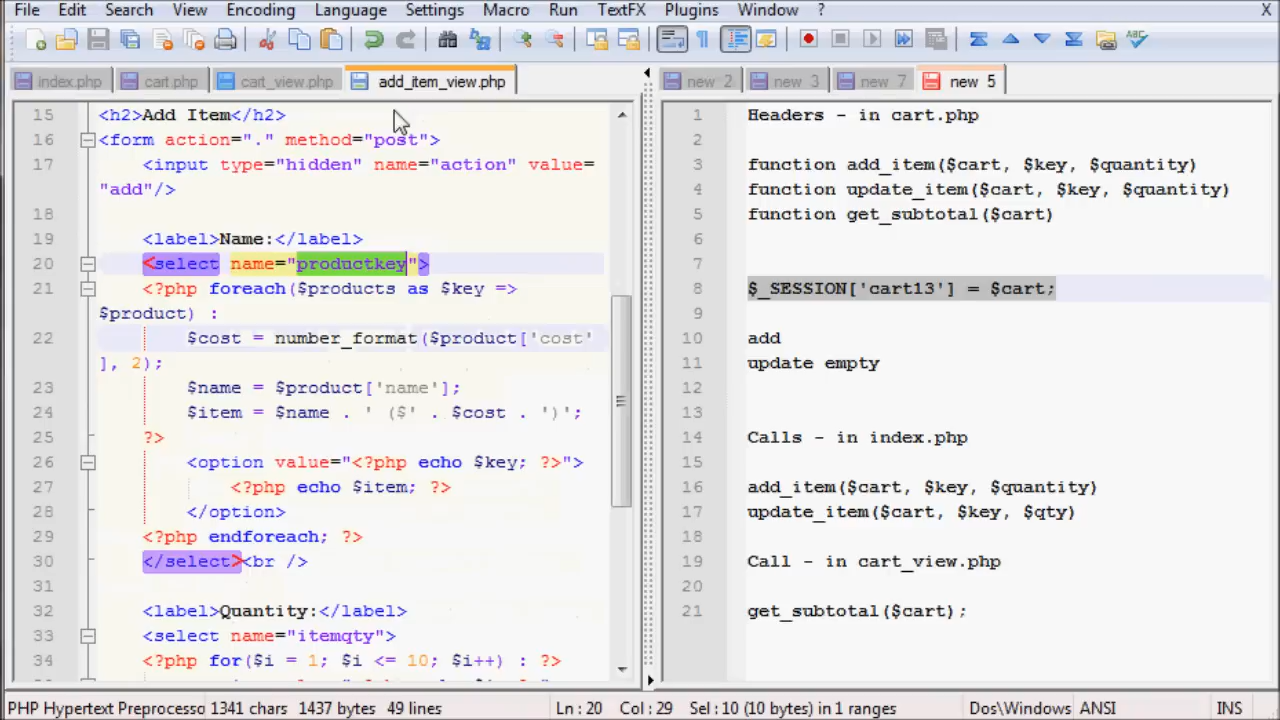 File Edit Search View Encoding Language Settings Macro Run TextFX Plugins Window ? X
index.php cart.php cart_view.php add_item_view.php
15 <h2>Add Item</h2>
16 <form action="." method="post">
17 <input type="hidden" name="action" value=
"add"/>
18
19 <label>Name:</label>
20 <select name="productkey">
21 <?php foreach($products as $key =>
$product) :
22 $cost = number_format($product['cost'
], 2);
23 $name = $product['name'];
24 $item = $name . ' ($' . $cost . ')';
25 ?>
26 <option value="<?php echo $key; ?>">
27 <?php echo $item; ?>
28 </option>
29 <?php endforeach; ?>
30 </select><br />
31
32 <label>Quantity:</label>
33 <select name="itemqty">
34 <?php for($i = 1; $i <= 10; $i++) : ?>
new 2 new 3 new 7 new 5
1 Headers - in cart.php
2
3 function add_item($cart, $key, $quantity)
4 function update_item($cart, $key, $quantity)
5 function get_subtotal($cart)
6
7
8 $_SESSION['cart13'] = $cart;
9
10 add
11 update empty
12
13
14 Calls - in index.php
15
16 add_item($cart, $key, $quantity)
17 update_item($cart, $key, $qty)
18
19 Call - in cart_view.php
20
21 get_subtotal($cart);
PHP Hypertext Preprocesso 1341 chars 1437 bytes 49 lines Ln : 20 Col : 29 Sel : 10 (10 bytes) in 1 ranges Dos\Windows ANSI INS